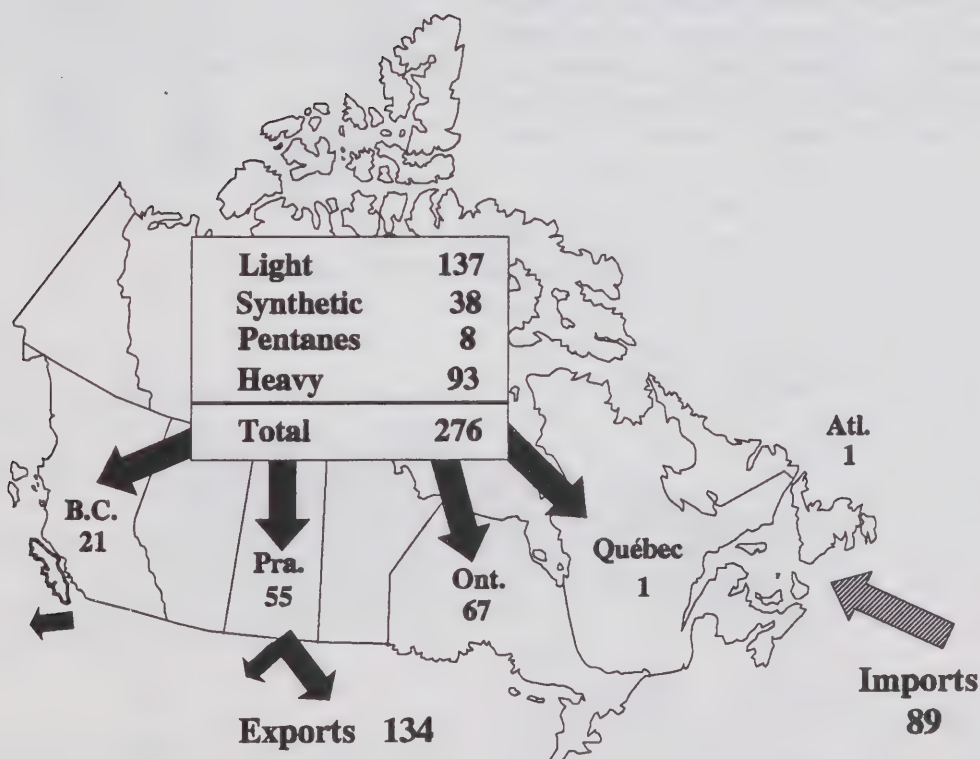 Light 137
Synthetic 38
Pentanes 8
Heavy 93
Total 276
Atl.
1
B.C.
21
Pra.
55
Ont.
67
Québec
1
Imports
89
Exports 134